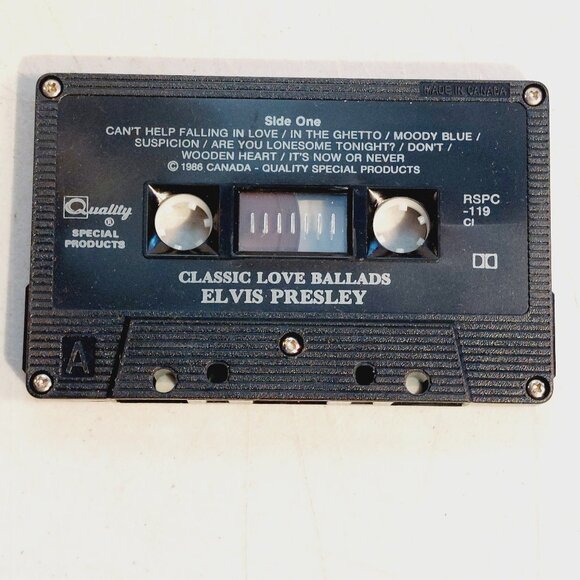 MADE IN CANADA
Side One
CAN'T HELP FALLING IN LOVE / IN THE GHETTO / MOODY BLUE /
SUSPICION / ARE YOU LONESOME TONIGHT? / DON'T /
WOODEN HEART / IT'S NOW OR NEVER
© 1986 CANADA - QUALITY SPECIAL PRODUCTS
Quality
®
SPECIAL
PRODUCTS
RSPC
-119
CI
CLASSIC LOVE BALLADS
ELVIS PRESLEY
A